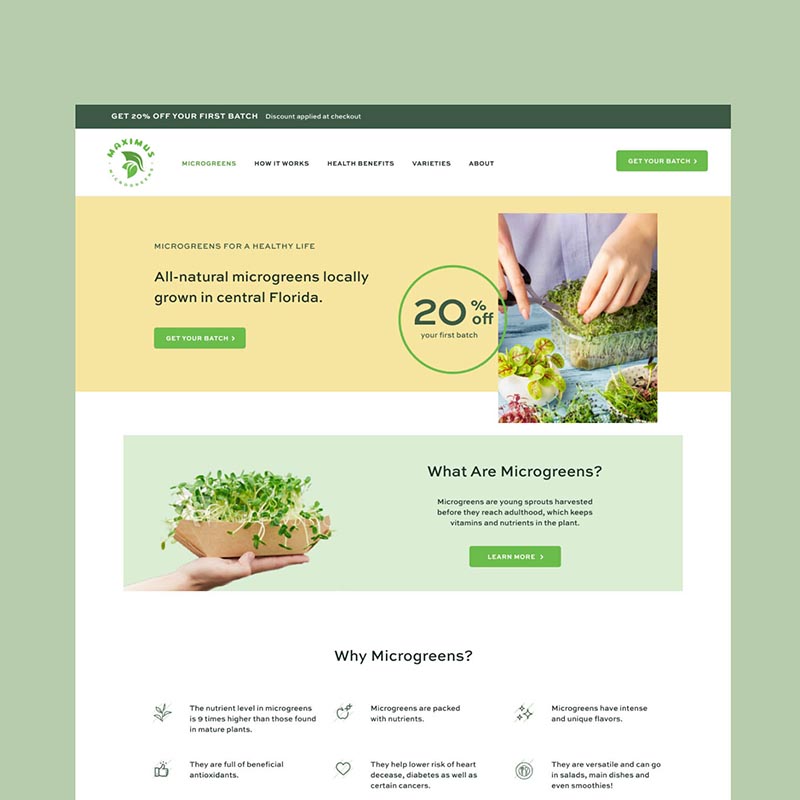 GET 20% OFF YOUR FIRST BATCH Discount applied at checkout
MAXIMUS
MICROGREENS
MICROGREENS
HOW IT WORKS
HEALTH BENEFITS
VARIETIES
ABOUT
GET YOUR BATCH >
MICROGREENS FOR A HEALTHY LIFE
All-natural microgreens locally
grown in central Florida.
GET YOUR BATCH >
20% off
your first batch
What Are Microgreens?
Microgreens are young sprouts harvested
before they reach adulthood, which keeps
vitamins and nutrients in the plant.
LEARN MORE >
Why Microgreens?
The nutrient level in microgreens
is 9 times higher than those found
in mature plants.
Microgreens are packed
with nutrients.
Microgreens have intense
and unique flavors.
They are full of beneficial
antioxidants.
They help lower risk of heart
decease, diabetes as well as
certain cancers.
They are versatile and can go
in salads, main dishes and
even smoothies!